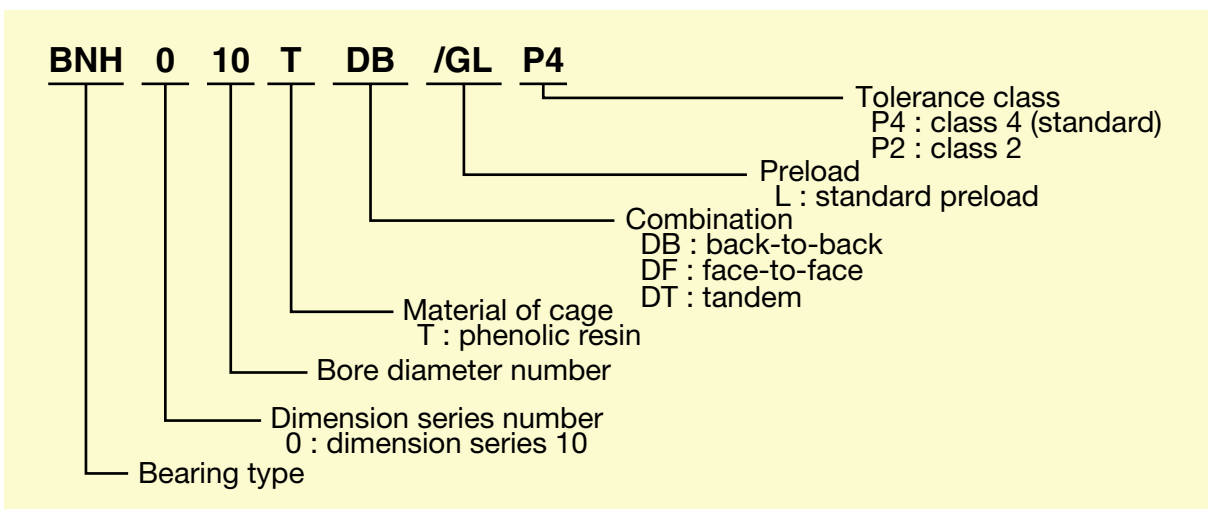 BNH 0 10 T DB /GL P4
Tolerance class
P4 : class 4 (standard)
P2 : class 2
Preload
L : standard preload
Combination
DB : back-to-back
DF : face-to-face
DT : tandem
Material of cage
T : phenolic resin
Bore diameter number
Dimension series number
0 : dimension series 10
Bearing type